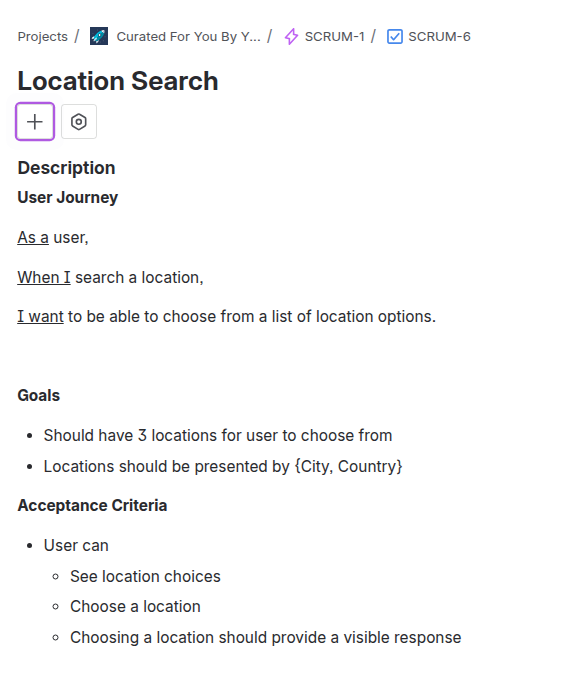 Projects / Curated For You By Y... / SCRUM-1 / SCRUM-6
Location Search
Description
User Journey
As a user,
When I search a location,
I want to be able to choose from a list of location options.
Goals
• Should have 3 locations for user to choose from
• Locations should be presented by {City, Country}
Acceptance Criteria
• User can
◦ See location choices
◦ Choose a location
◦ Choosing a location should provide a visible response